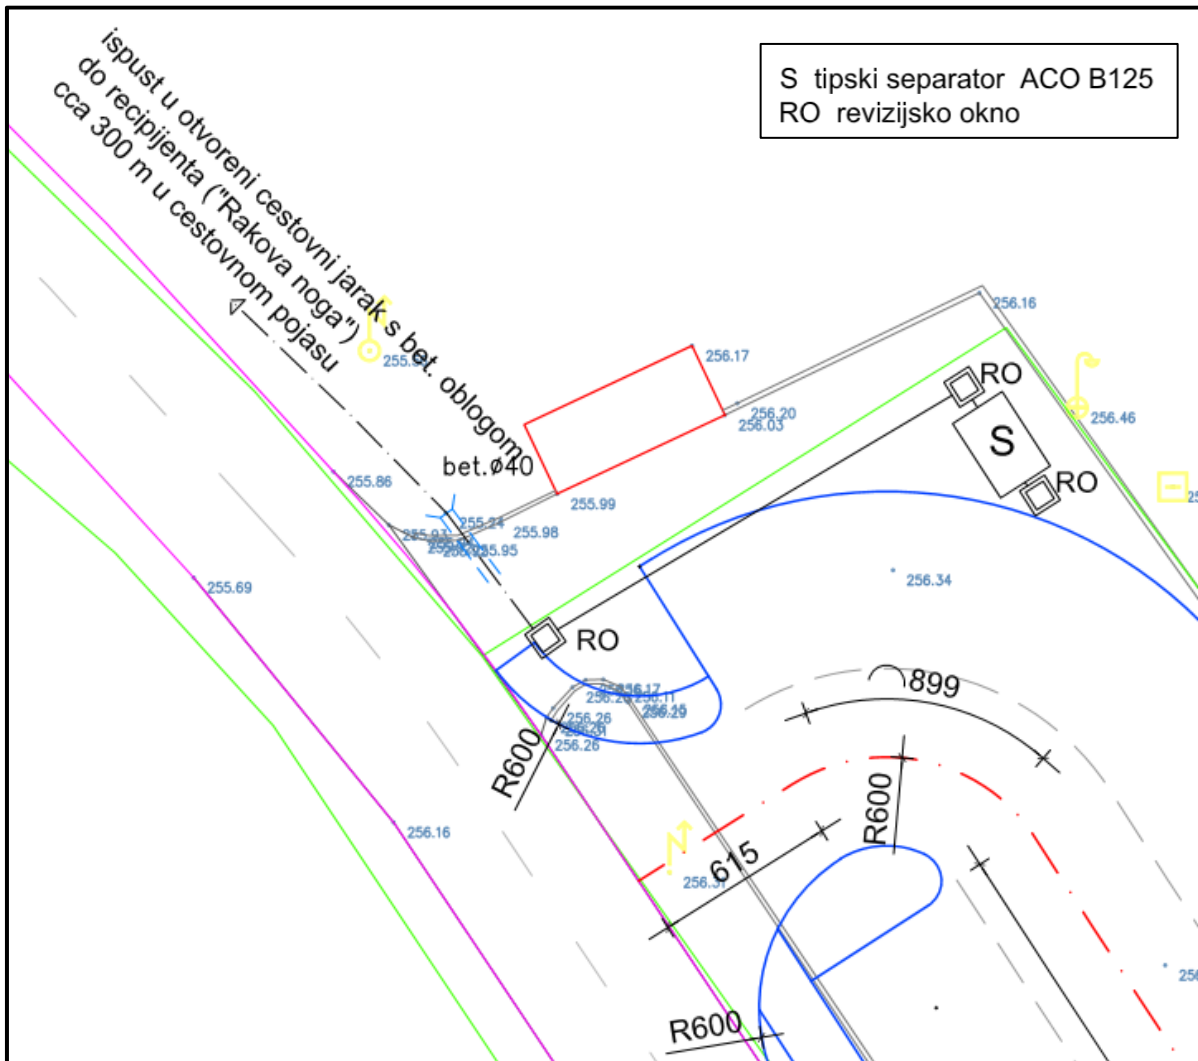 S tipski separator ACO B125
RO revizijsko okno
ispust u otvoreni cestovni jarak s bet. oblogom
do recipijenta ("Rakova noga")
cca 300 m u cestovnom pojasu
256.16
256.17
RO
256.20
256.03
256.46
S
bet.ø40
255.86
RO
255.99
255.24
255.98
255.95
256.34
255.69
RO
899
256.11
256.29
256.26
256.26
R600
R600
256.16
615
256.37
R600